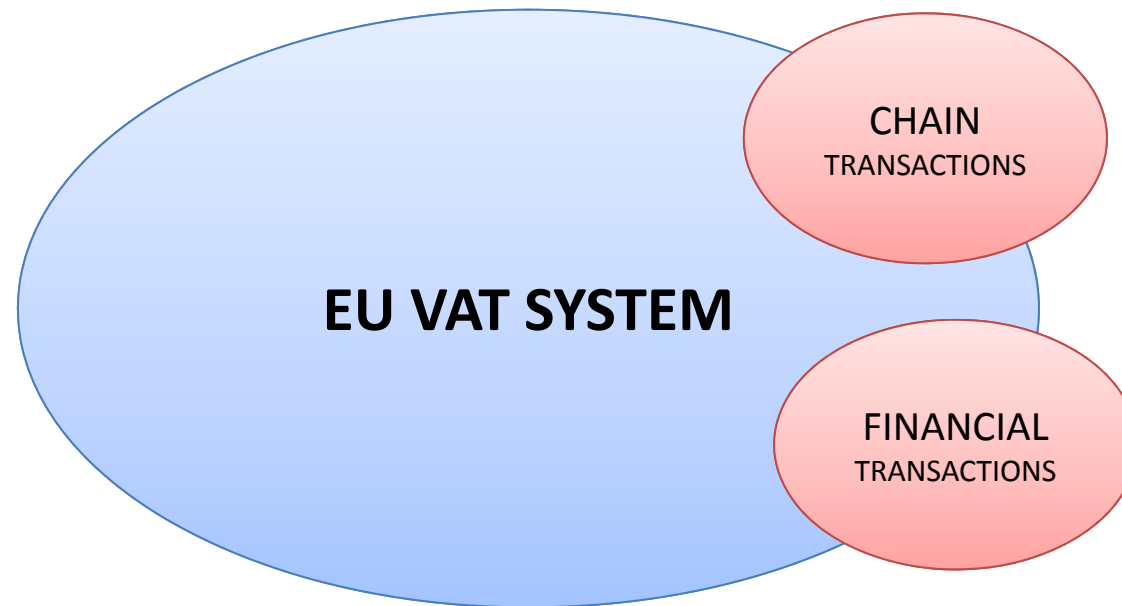 CHAIN
TRANSACTIONS
EU VAT SYSTEM
FINANCIAL
TRANSACTIONS